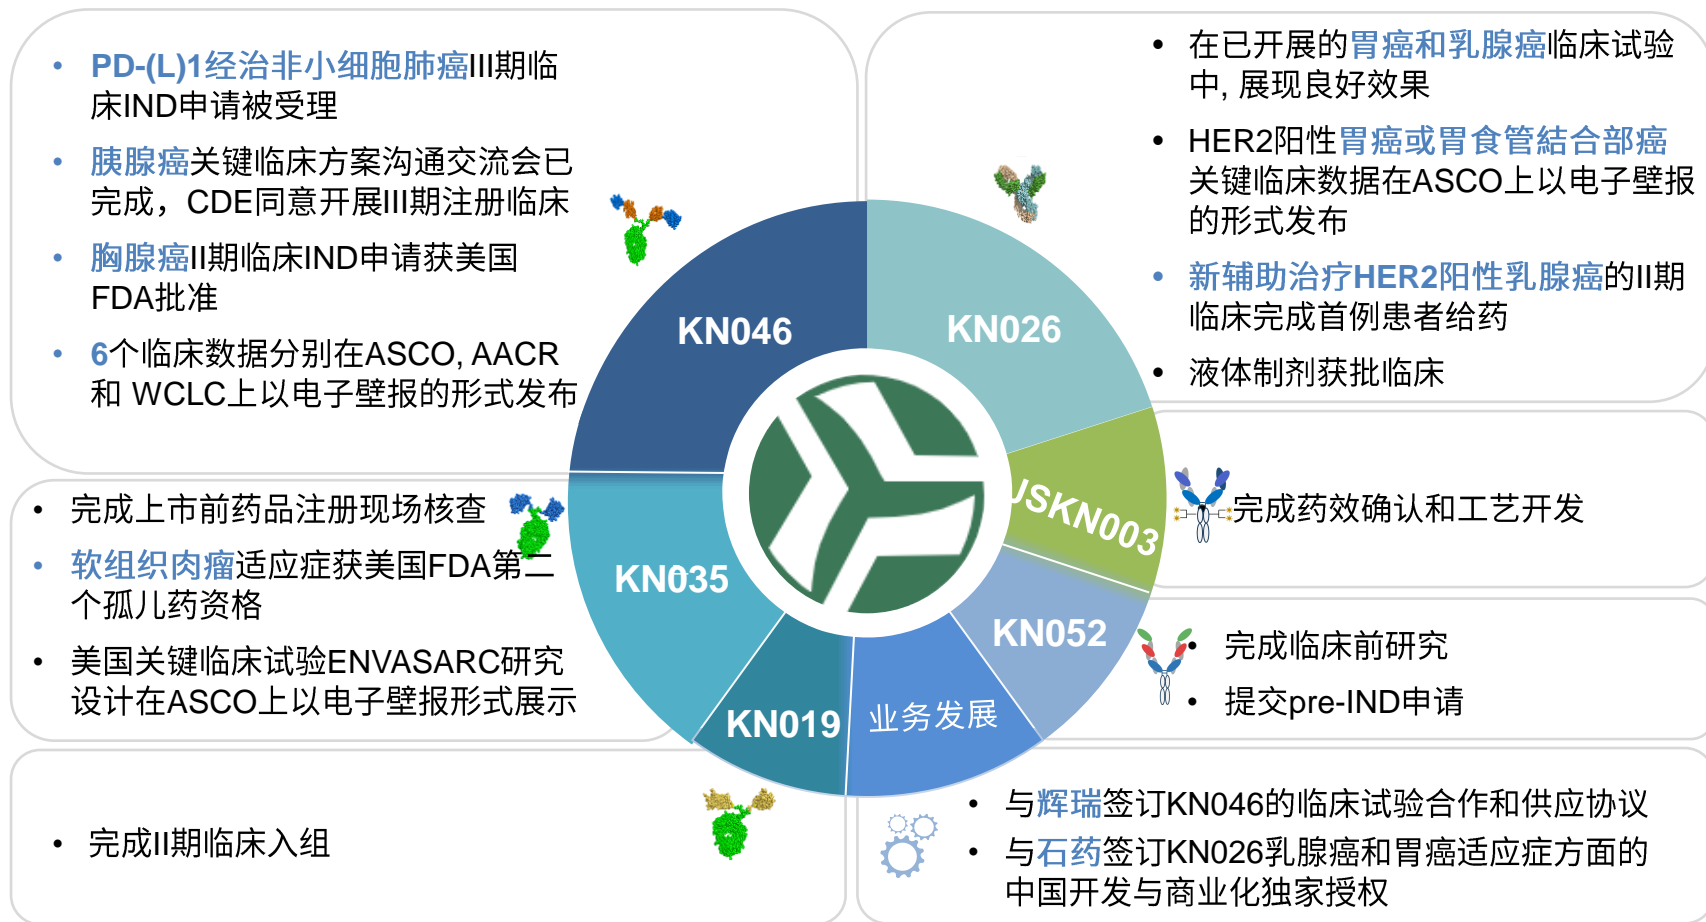 • PD-(L)1经治非小细胞肺癌III期临
床IND申请被受理
• 胰腺癌关键临床方案沟通交流会已
完成，CDE同意开展III期注册临床
• 胸腺癌II期临床IND申请获美国
FDA批准
• 6个临床数据分别在ASCO, AACR
和 WCLC上以电子壁报的形式发布
• 在已开展的胃癌和乳腺癌临床试验
中, 展现良好效果
• HER2阳性胃癌或胃食管結合部癌
关键临床数据在ASCO上以电子壁报
的形式发布
• 新辅助治疗HER2阳性乳腺癌的II期
临床完成首例患者给药
• 液体制剂获批临床
KN046
KN026
JSKN003
KN052
业务发展
KN019
KN035
• 完成上市前药品注册现场核查
• 软组织肉瘤适应症获美国FDA第二
个孤儿药资格
• 美国关键临床试验ENVASARC研究
设计在ASCO上以电子壁报形式展示
• 完成药效确认和工艺开发
• 完成临床前研究
• 提交pre-IND申请
• 完成II期临床入组
• 与辉瑞签订KN046的临床试验合作和供应协议
• 与石药签订KN026乳腺癌和胃癌适应症方面的
中国开发与商业化独家授权